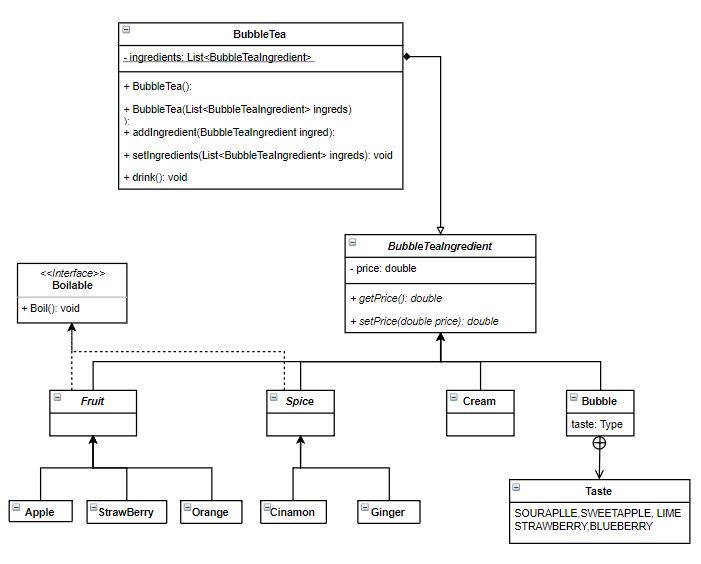 BubbleTea
- ingredients: List<BubbleTeaIngredient>
+ BubbleTea():
+ BubbleTea(List<BubbleTeaIngredient> ingreds)
):
+ addIngredient(BubbleTeaIngredient ingred):
+ setIngredients(List<BubbleTeaIngredient> ingreds): void
+ drink(): void
BubbleTeaIngredient
- price: double
+ getPrice(): double
+ setPrice(double price): double
<<Interface>>
Boilable
+ Boil(): void
Fruit
Spice
Cream
Bubble
taste: Type
Apple
StrawBerry
Orange
Cinamon
Ginger
Taste
SOURAPLLE,SWEETAPPLE, LIME
STRAWBERRY,BLUEBERRY